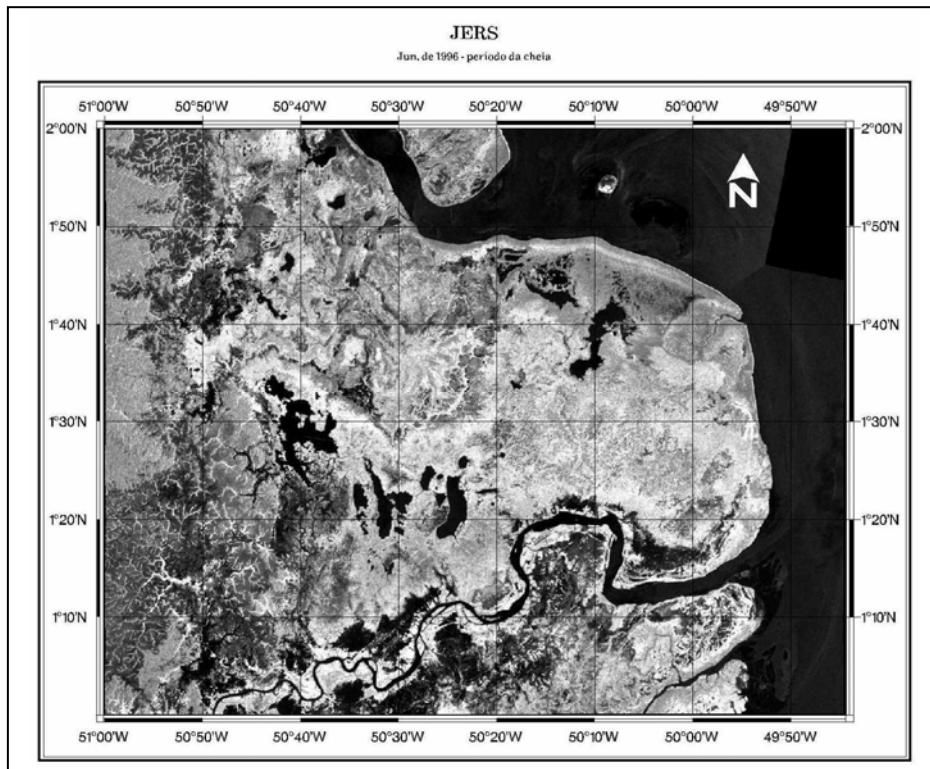 JERS
Jun. de 1996 - periodo da cheia
51°00'W 50°50'W 50°40'W 50°30'W 50°20'W 50°10'W 50°00'W 49°50'W
2°00'N 2°00'N
N
1°50'N 1°50'N
1°40'N 1°40'N
1°30'N 1°30'N
1°20'N 1°20'N
1°10'N 1°10'N
51°00'W 50°50'W 50°40'W 50°30'W 50°20'W 50°10'W 50°00'W 49°50'W